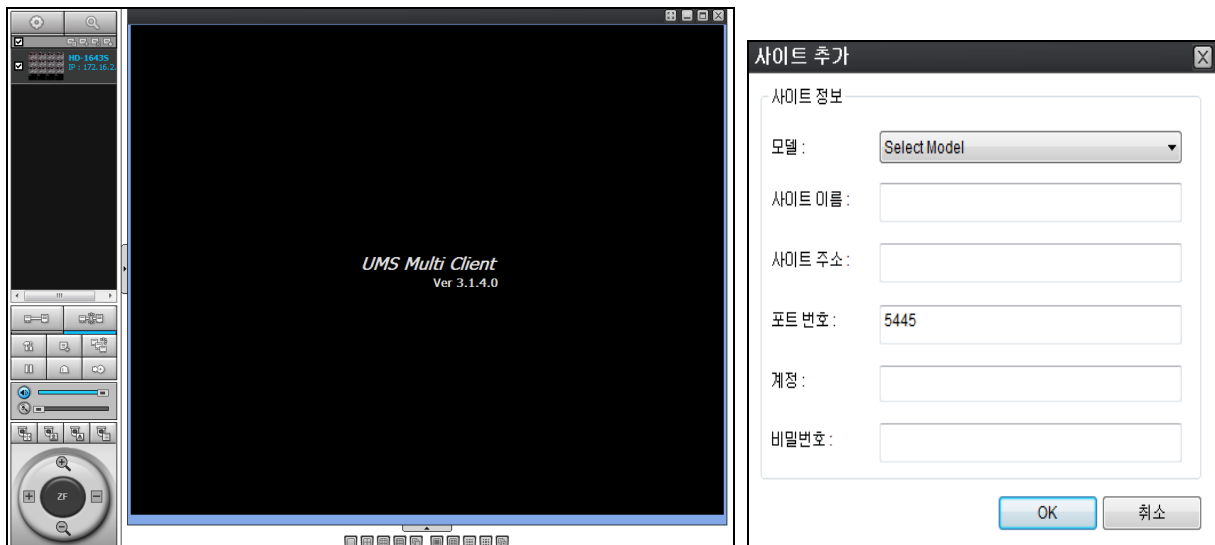 HD-1643S
IP : 172.16.2.
UMS Multi Client
Ver 3.1.4.0
ZF
사이트 추가
사이트 정보
모델 :
Select Model
사이트 이름 :
사이트 주소 :
포트 번호 :
5445
계정 :
비밀번호 :
OK
취소